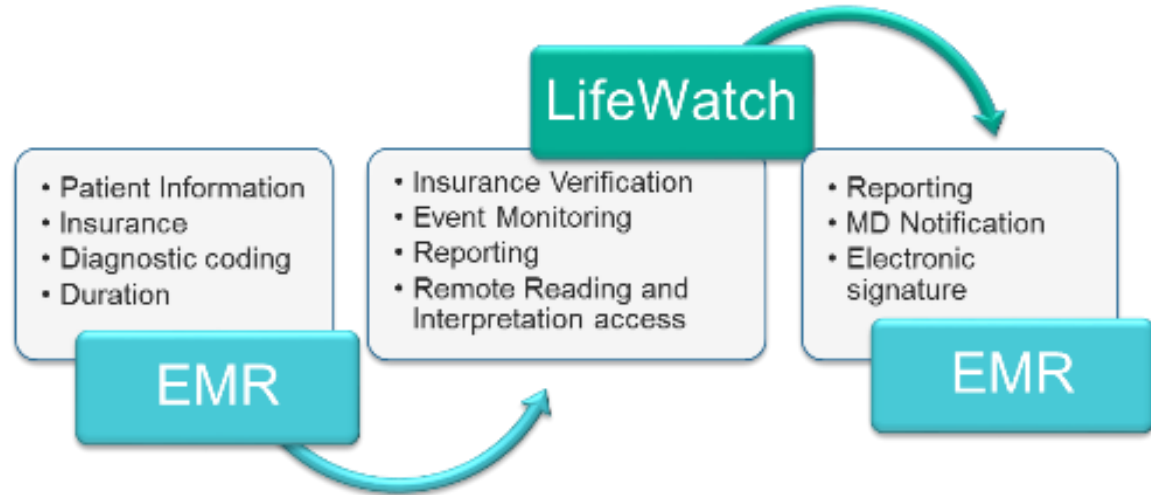 • Patient Information
• Insurance
• Diagnostic coding
• Duration
EMR
LifeWatch
• Insurance Verification
• Event Monitoring
• Reporting
• Remote Reading and
Interpretation access
• Reporting
• MD Notification
• Electronic
signature
EMR